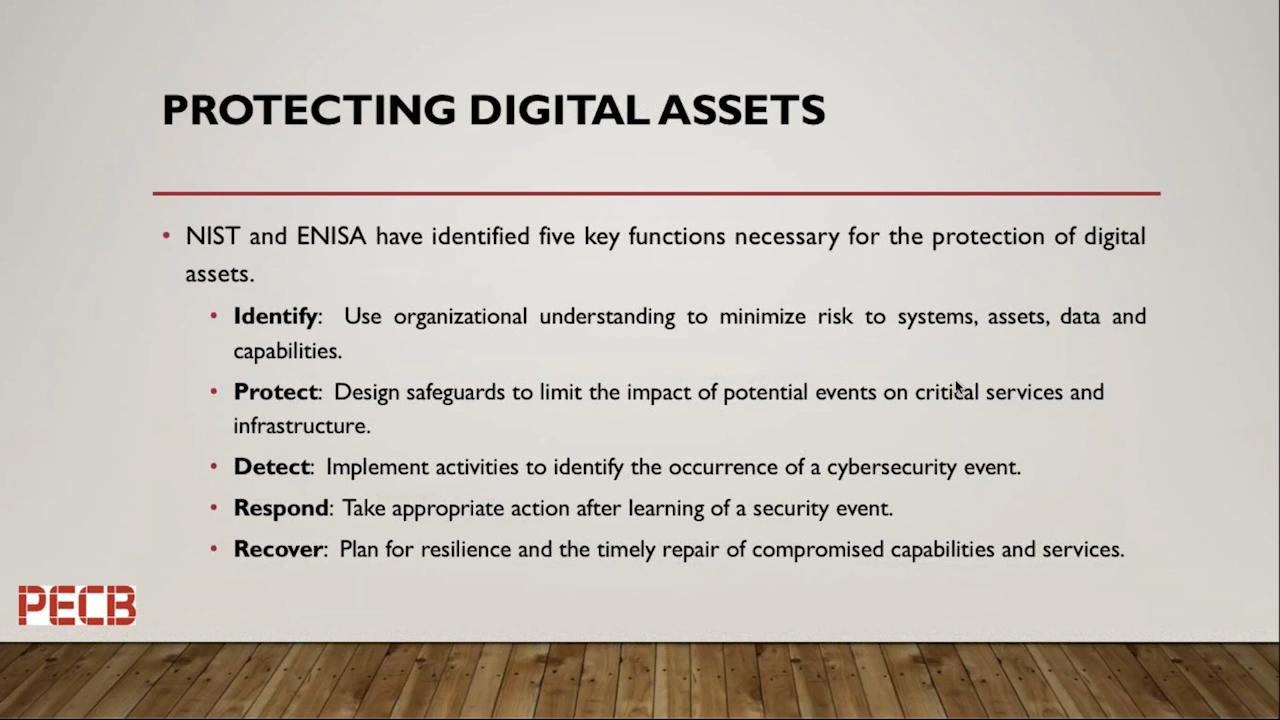 PROTECTING DIGITAL ASSETS
• NIST and ENISA have identified five key functions necessary for the protection of digital
assets.
• Identify: Use organizational understanding to minimize risk to systems, assets, data and
capabilities.
• Protect: Design safeguards to limit the impact of potential events on critical services and
infrastructure.
• Detect: Implement activities to identify the occurrence of a cybersecurity event.
• Respond: Take appropriate action after learning of a security event.
• Recover: Plan for resilience and the timely repair of compromised capabilities and services.
PECB